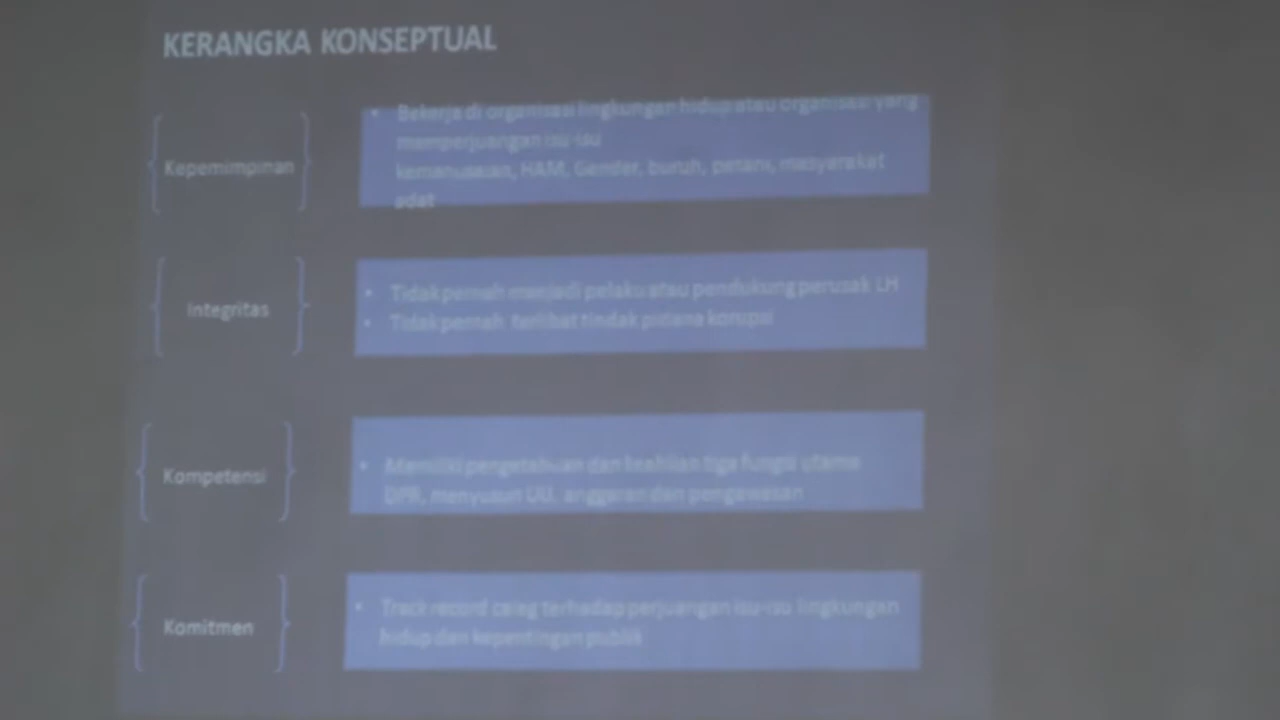 KERANGKA KONSEPTUAL
Kepemimpinan
• Bekerja di organisasi lingkungan hidup atau organisasi yang
memperjuangan isu-isu
kemanusaian, HAM, Gender, buruh, petani, masyarakat
adat
Integritas
• Tidak pernah menjadi pelaku atau pendukung perusak LH
• Tidak pernah terlibat tindak pidana korupsi
Kompetensi
• Memiliki pengetahuan dan keahlian tiga fungsi utama
DPR, menyusun UU, anggaran dan pengawasan
Komitmen
• Track record caleg terhadap perjuangan isu-isu lingkungan
hidup dan kepentingan publik